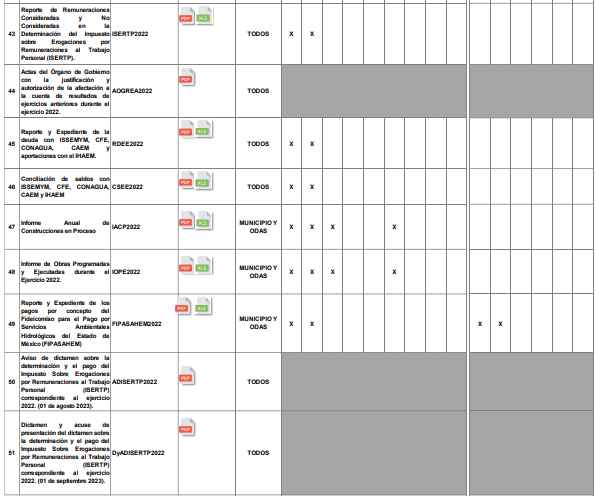 43 Reporte de Remuneraciones Consideradas y No Consideradas en la Determinación del Impuesto sobre Erogaciones por Remuneraciones al Trabajo Personal (ISERTP). ISERTP2022 PDF XLS TODOS X X
44 Actas del Órgano de Gobierno con la justificación y autorización de la afectación a la cuenta de resultados de ejercicios anteriores durante el ejercicio 2022. AOGREA2022 PDF TODOS
45 Reporte y Expediente de la deuda con ISSEMYM, CFE, CONAGUA, CAEM y aportaciones con el IHAEM. RDEE2022 PDF XLS TODOS X X
46 Conciliación de saldos con ISSEMYM, CFE, CONAGUA, CAEM y IHAEM CSEE2022 PDF XLS TODOS X X
47 Informe Anual de Construcciones en Proceso IACP2022 PDF XLS MUNICIPIO Y ODAS X X X X
48 Informe de Obras Programadas y Ejecutadas durante el Ejercicio 2022. IOPE2022 PDF XLS MUNICIPIO Y ODAS X X X X
49 Reporte y Expediente de los pagos por concepto del Fideicomiso para el Pago por Servicios Ambientales Hidrológicos del Estado de México (FIPASAHEM) FIPASAHEM2022 PDF XLS MUNICIPIO Y ODAS X X X X
50 Aviso de dictamen sobre la determinación y el pago del Impuesto Sobre Erogaciones por Remuneraciones al Trabajo Personal (ISERTP) correspondiente al ejercicio 2022. (01 de agosto 2023). ADISERTP2022 PDF TODOS
51 Dictamen y acuse de presentación del dictamen sobre la determinación y el pago del Impuesto Sobre Erogaciones por Remuneraciones al Trabajo Personal (ISERTP) correspondiente al ejercicio 2022. (01 de septiembre 2023). DyADISERTP2022 PDF TODOS